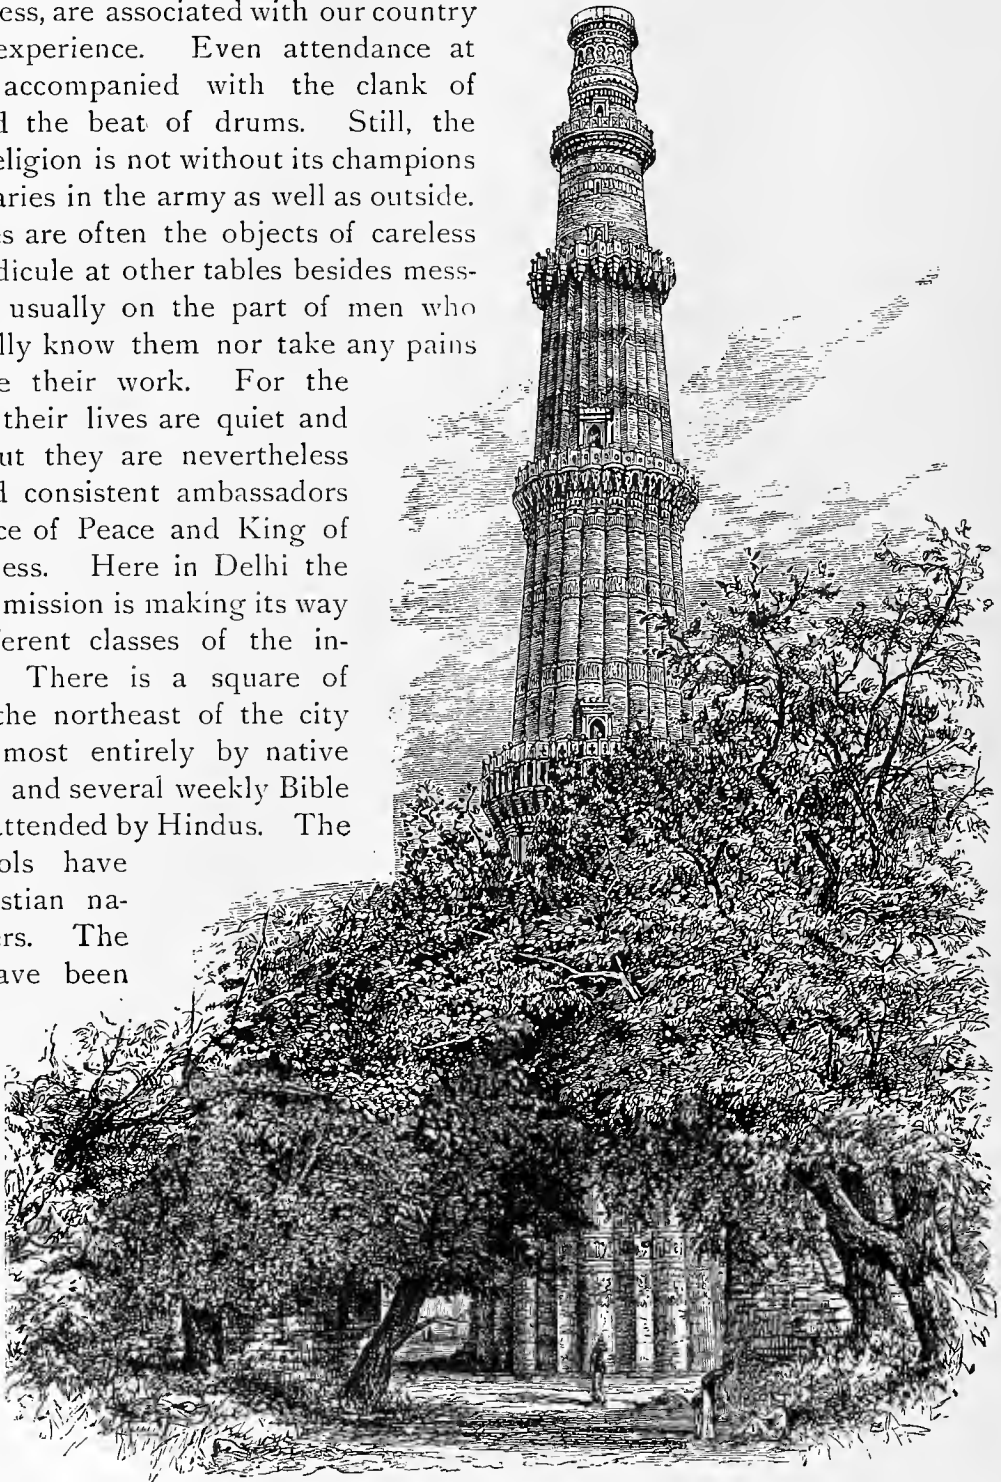 ess, are associated with our country
experience. Even attendance at
accompanied with the clank of
d the beat of drums. Still, the
eligion is not without its champions
aries in the army as well as outside.
s are often the objects of careless
dicule at other tables besides mess-
usually on the part of men who
lly know them nor take any pains
e their work. For the
their lives are quiet and
ut they are nevertheless
d consistent ambassadors
ce of Peace and King of
ess. Here in Delhi the
mission is making its way
ferent classes of the in-
There is a square of
the northeast of the city
most entirely by native
and several weekly Bible
attended by Hindus. The
ols have
stian na-
ers. The
ave been